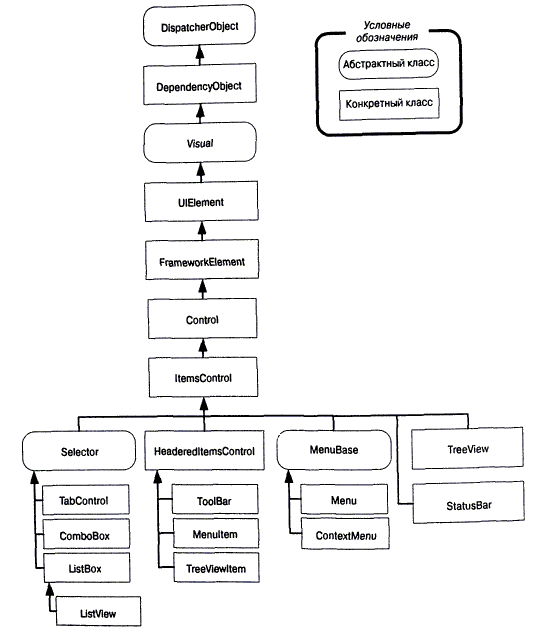 DispatcherObject
Условные
обозначения
Абстрактный класс
Конкретный класс
DependencyObject
Visual
UIElement
FrameworkElement
Control
ItemsControl
Selector
HeaderedItemsControl
MenuBase
TreeView
TabControl
ToolBar
Menu
StatusBar
ComboBox
MenuItem
ContextMenu
ListBox
TreeViewItem
ListView